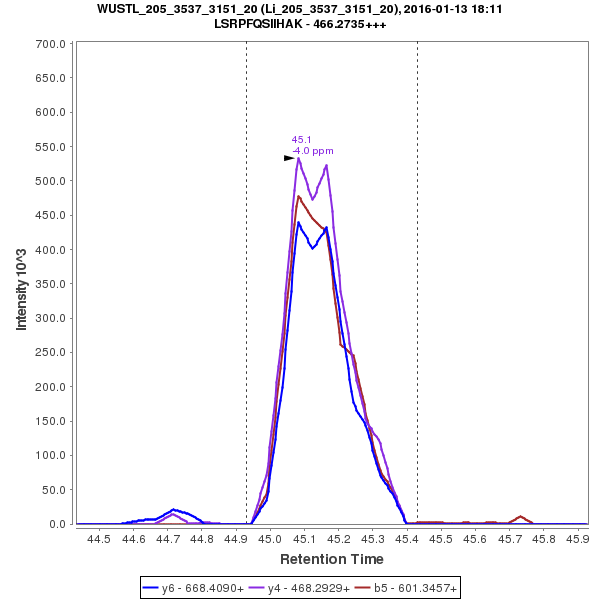 WUSTL_205_3537_3151_20 (Li_205_3537_3151_20), 2016-01-13 18:11
LSRPFQSIIHAK - 466.2735+++
700.0
650.0
600.0
550.0
500.0
450.0
400.0
350.0
300.0
250.0
200.0
150.0
100.0
50.0
0.0
Intensity 10^3
45.1
-4.0 ppm
44.5 44.6 44.7 44.8 44.9 45.0 45.1 45.2 45.3 45.4 45.5 45.6 45.7 45.8 45.9
Retention Time
y6 - 668.4090+ y4 - 468.2929+ b5 - 601.3457+